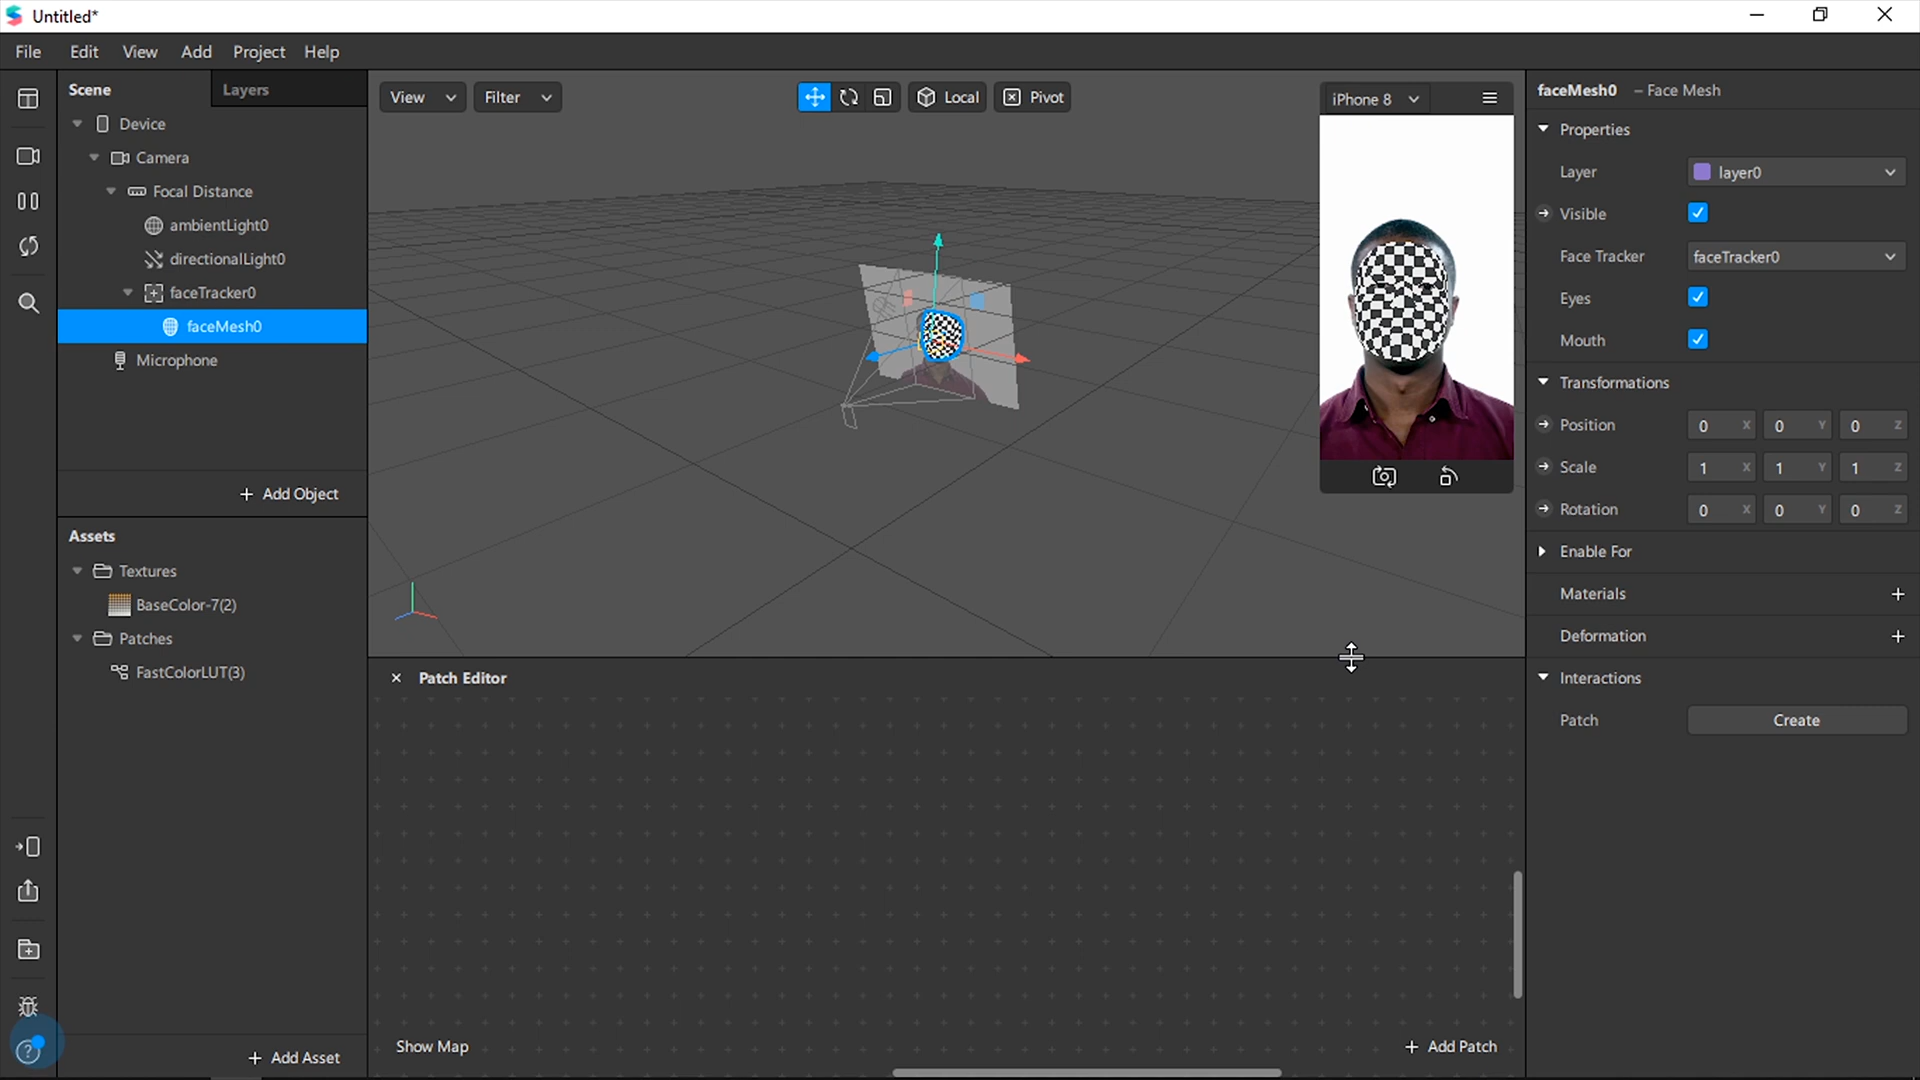 Untitled*
File Edit View Add Project Help
Scene Layers
Device
Camera
Focal Distance
ambientLight0
directionalLight0
faceTracker0
faceMesh0
Microphone
+ Add Object
Assets
Textures
BaseColor-7(2)
Patches
FastColorLUT(3)
+ Add Asset
View Filter Local Pivot
iPhone 8
× Patch Editor
Show Map
+ Add Patch
faceMesh0 – Face Mesh
Properties
Layer layer0
Visible
Face Tracker faceTracker0
Eyes
Mouth
Transformations
Position 0 X 0 Y 0 Z
Scale 1 X 1 Y 1 Z
Rotation 0 X 0 Y 0 Z
Enable For
Materials +
Deformation +
Interactions
Patch Create